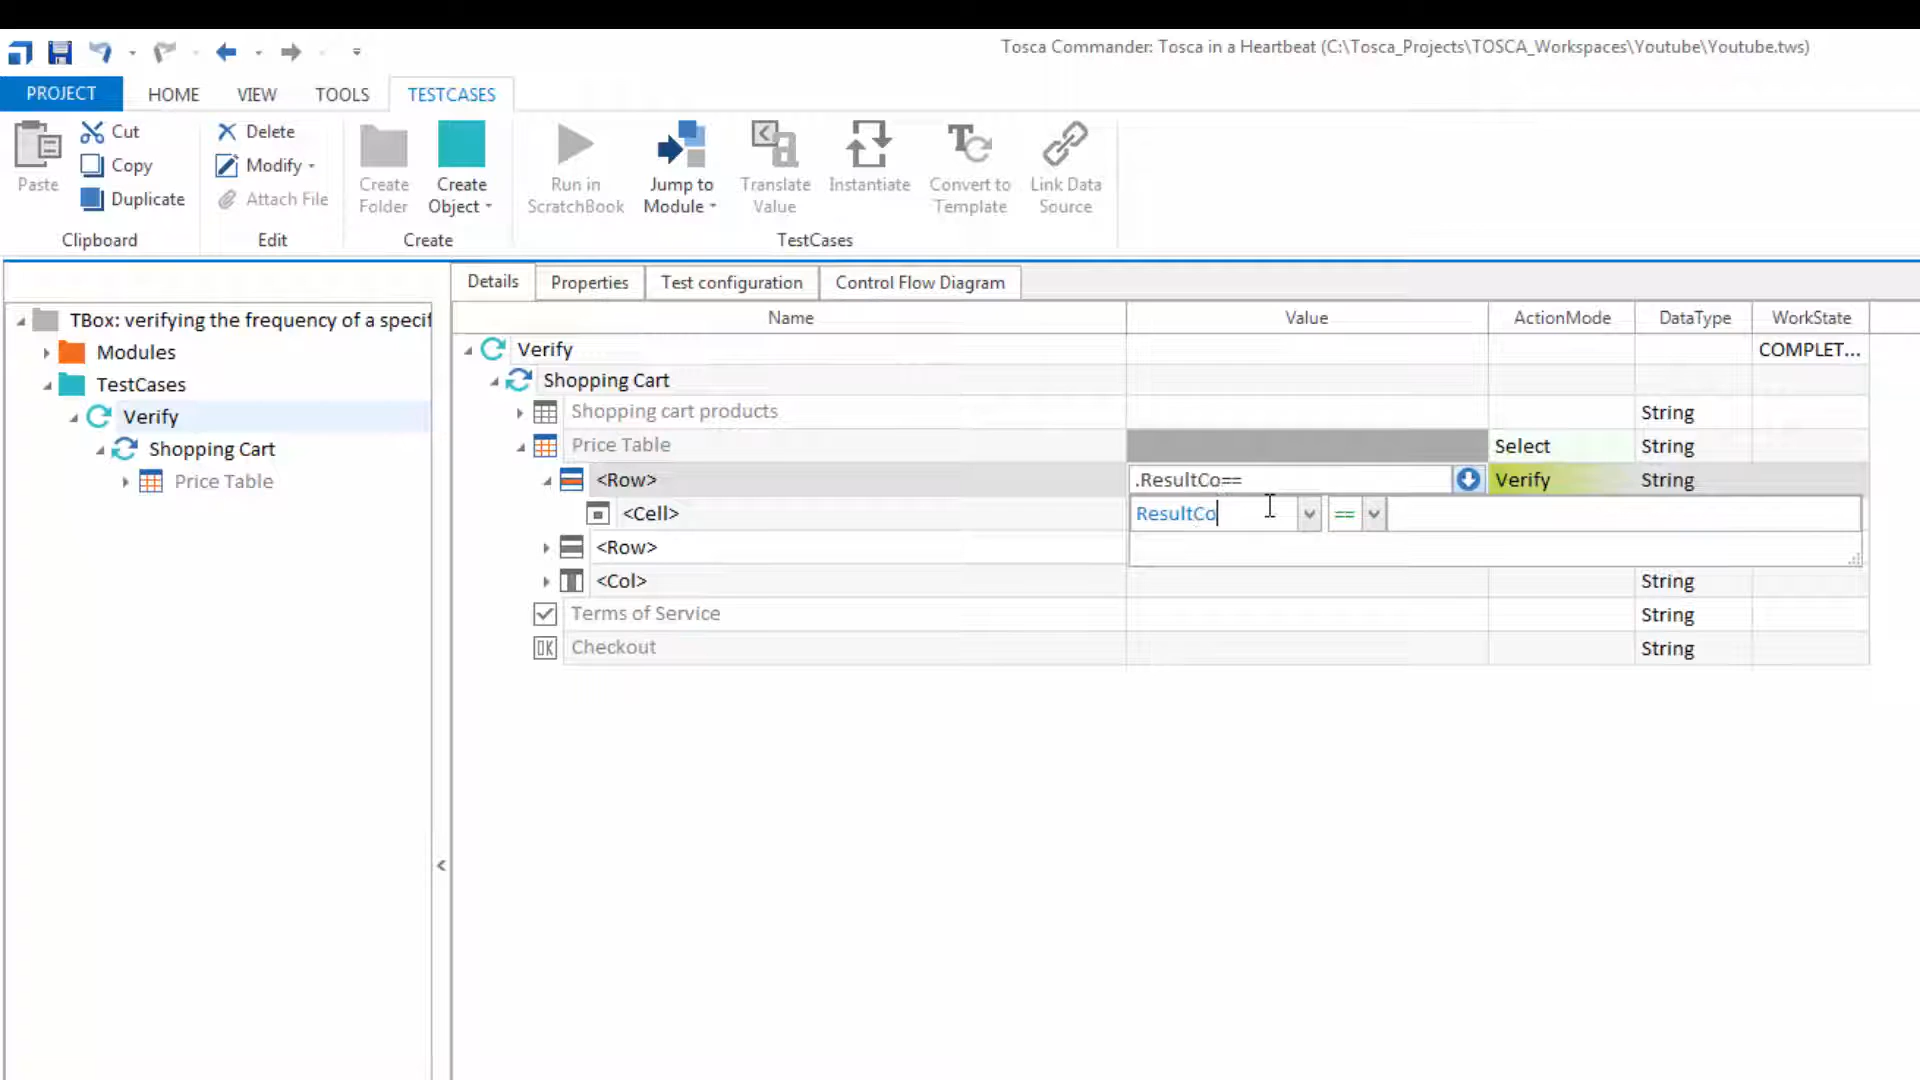 Tosca Commander: Tosca in a Heartbeat (C:\Tosca_Projects\TOSCA_Workspaces\Youtube\Youtube.tws)
PROJECT HOME VIEW TOOLS TESTCASES
Paste
Cut
Copy
Duplicate
Clipboard
Delete
Modify
Attach File
Edit
Create Folder
Create Object
Create
Run in ScratchBook
Jump to Module
Translate Value
Instantiate
Convert to Template
Link Data Source
TestCases
TBox: verifying the frequency of a specif
Modules
TestCases
Verify
Shopping Cart
Price Table
Details Properties Test configuration Control Flow Diagram
Name Value ActionMode DataType WorkState
Verify COMPLET...
Shopping Cart
Shopping cart products String
Price Table Select String
<Row> .ResultCo== Verify String
<Cell> ResultCo ==
<Row>
<Col> String
Terms of Service String
OK Checkout String